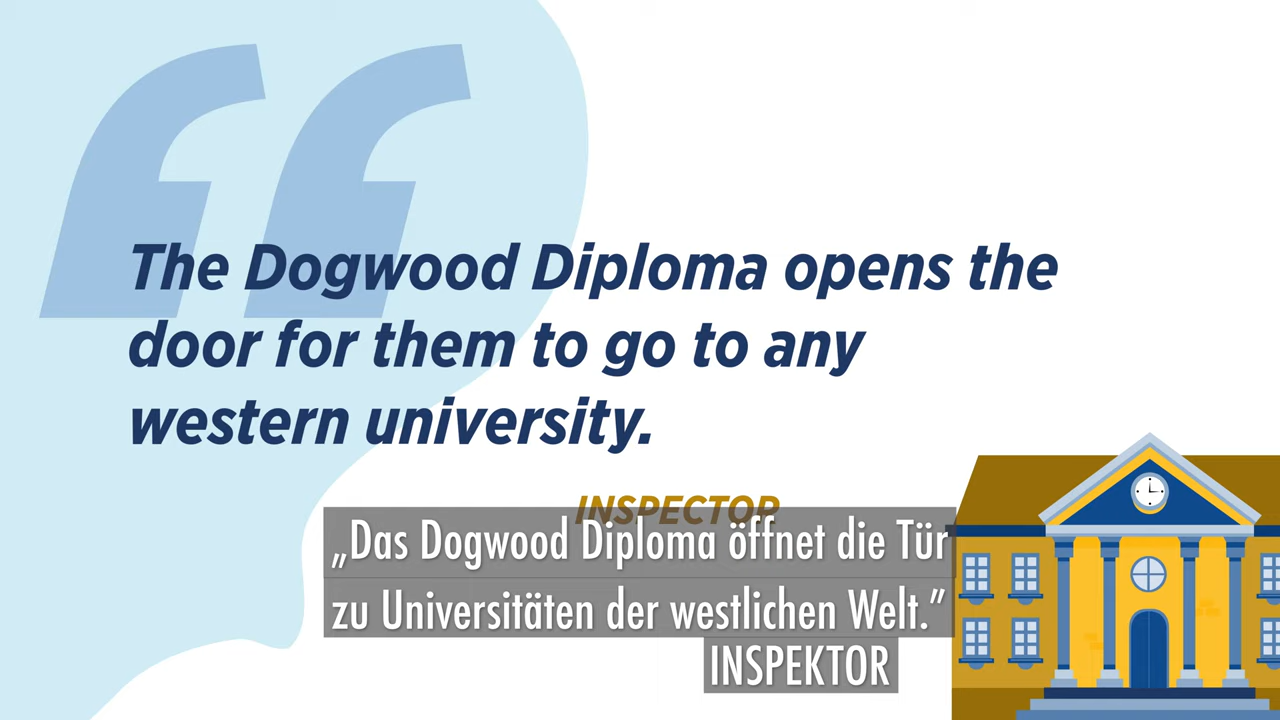 The Dogwood Diploma opens the
door for them to go to any
western university.
INSPECTOR
„Das Dogwood Diploma öffnet die Tür
zu Universitäten der westlichen Welt.”
INSPEKTOR